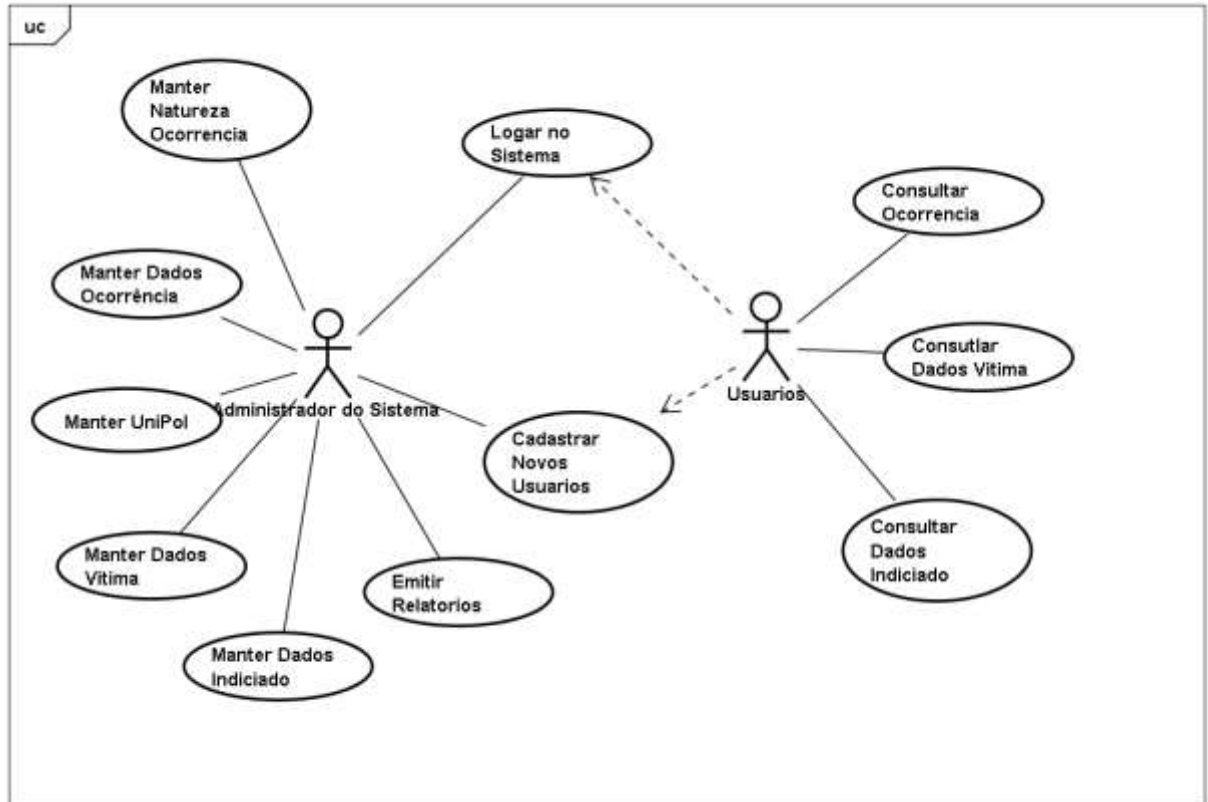 uc
Manter
Natureza
Ocorrencia
Logar no
Sistema
Consultar
Ocorrencia
Manter Dados
Ocorrência
Consutlar
Dados Vitima
Usuarios
Administrador do Sistema
Manter UniPol
Cadastrar
Novos
Usuarios
Consultar
Dados
Indiciado
Manter Dados
Vitima
Emitir
Relatorios
Manter Dados
Indiciado